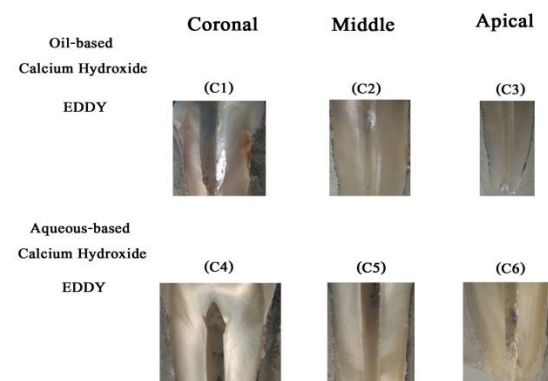 Coronal Middle Apical
Oil-based
Calcium Hydroxide
EDDY
(C1) (C2) (C3)
Aqueous-based
Calcium Hydroxide
EDDY
(C4) (C5) (C6)